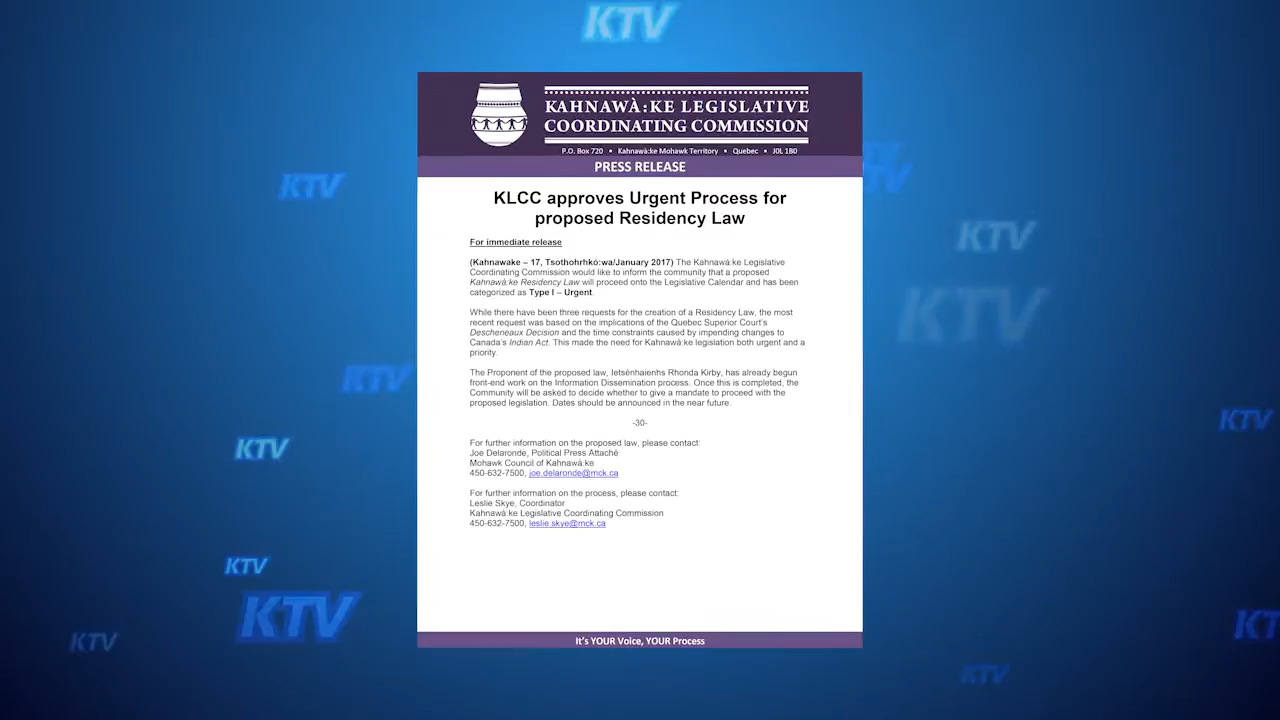 KTV
KAHNAWÀ:KE LEGISLATIVE
COORDINATING COMMISSION
P.O. Box 720 • Kahnawà:ke Mohawk Territory • Quebec • J0L 1B0
PRESS RELEASE
KLCC approves Urgent Process for
proposed Residency Law
For immediate release
(Kahnawake – 17, Tsothohrhkó:wa/January 2017) The Kahnawà:ke Legislative
Coordinating Commission would like to inform the community that a proposed
Kahnawà:ke Residency Law will proceed onto the Legislative Calendar and has been
categorized as Type I – Urgent.
While there have been three requests for the creation of a Residency Law, the most
recent request was based on the implications of the Quebec Superior Court's
Descheneaux Decision and the time constraints caused by impending changes to
Canada's Indian Act. This made the need for Kahnawà:ke legislation both urgent and a
priority.
The Proponent of the proposed law, Ietsénhaienhs Rhonda Kirby, has already begun
front-end work on the Information Dissemination process. Once this is completed, the
Community will be asked to decide whether to give a mandate to proceed with the
proposed legislation. Dates should be announced in the near future.
-30-
For further information on the proposed law, please contact:
Joe Delaronde, Political Press Attaché
Mohawk Council of Kahnawà:ke
450-632-7500, joe.delaronde@mck.ca
For further information on the process, please contact:
Leslie Skye, Coordinator
Kahnawà:ke Legislative Coordinating Commission
450-632-7500, leslie.skye@mck.ca
It's YOUR Voice, YOUR Process
KTV
KTV
KTV
KTV
KTV
KTV
KTV
KTV
KTV
KTV
KTV
KTV